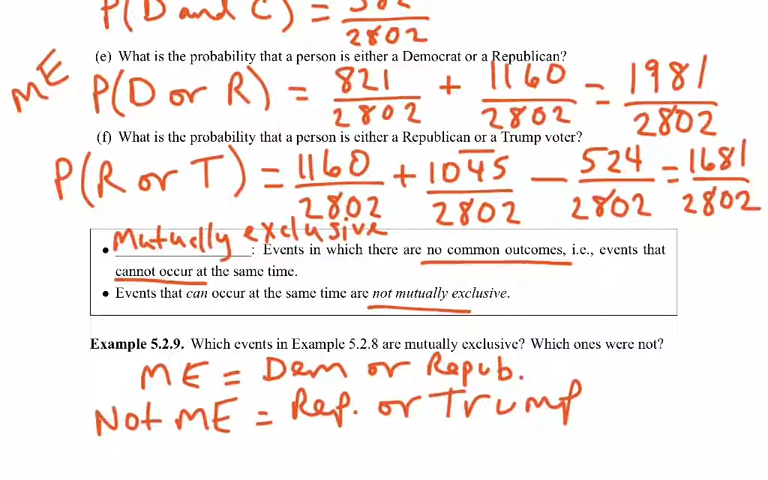 P(D and C) = 
2802
(e) What is the probability that a person is either a Democrat or a Republican?
ME P(D or R) = 821/2802 + 1160/2802 = 1981/2802
(f) What is the probability that a person is either a Republican or a Trump voter?
P(R or T) = 1160/2802 + 1045/2802 − 524/2802 = 1681/2802
• Mutually exclusive: Events in which there are no common outcomes, i.e., events that
cannot occur at the same time.
• Events that can occur at the same time are not mutually exclusive.
Example 5.2.9. Which events in Example 5.2.8 are mutually exclusive? Which ones were not?
ME = Dem or Repub.
Not ME = Rep. or Trump